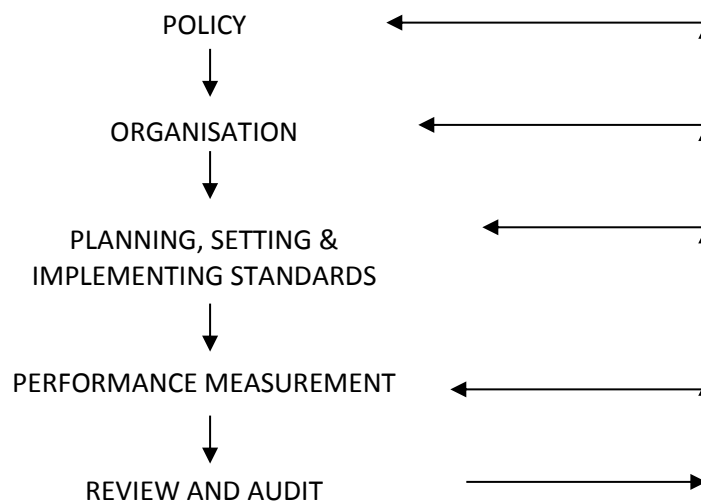 POLICY
ORGANISATION
PLANNING, SETTING &
IMPLEMENTING STANDARDS
PERFORMANCE MEASUREMENT
REVIEW AND AUDIT